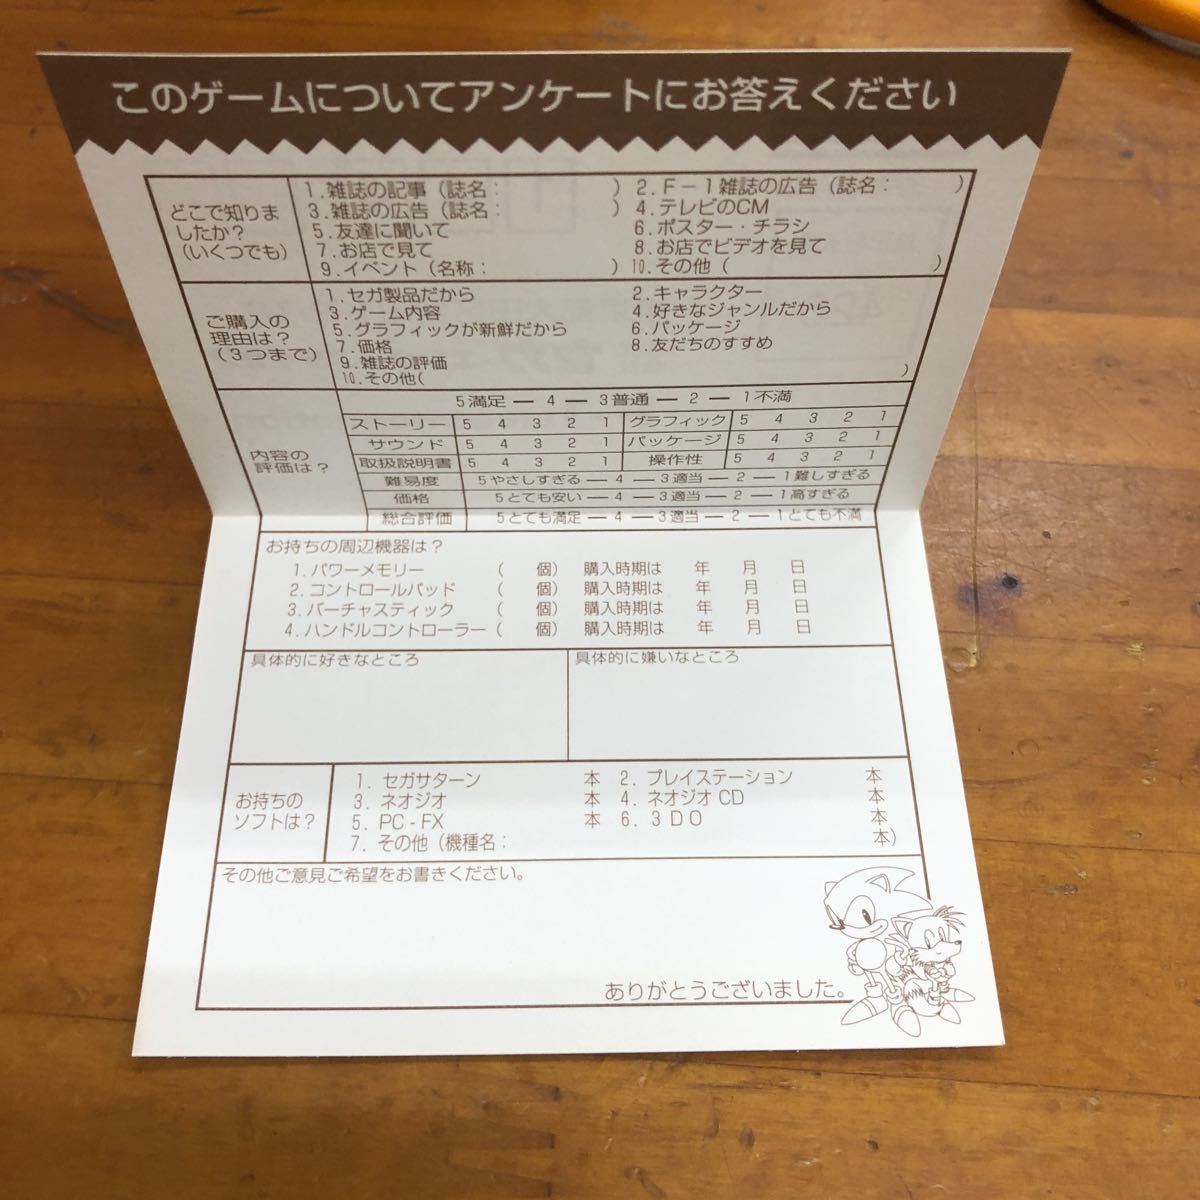 このゲームについてアンケートにお答えください
どこで知りま
したか?
(いくつでも)
1.雑誌の記事(誌名: ) 2.F-1雑誌の広告(誌名: )
3.雑誌の広告(誌名: ) 4.テレビのCM
5.友達に聞いて 6.ポスター・チラシ
7.お店で見て 8.お店でビデオを見て
9.イベント(名称: ) 10.その他( )
ご購入の
理由は?
(3つまで)
1.セガ製品だから 2.キャラクター
3.ゲーム内容 4.好きなジャンルだから
5.グラフィックが新鮮だから 6.パッケージ
7.価格 8.友だちのすすめ
9.雑誌の評価
10.その他( )
内容の
評価は?
5満足-4-3普通-2-1不満
ストーリー 5 4 3 2 1 グラフィック 5 4 3 2 1
サウンド 5 4 3 2 1 パッケージ 5 4 3 2 1
取扱説明書 5 4 3 2 1 操作性 5 4 3 2 1
難易度 5やさしすぎる-4-3適当-2-1難しすぎる
価格 5とても安い-4-3適当-2-1高すぎる
総合評価 5とても満足-4-3適当-2-1とても不満
お持ちの周辺機器は?
1.パワーメモリー ( 個) 購入時期は 年 月 日
2.コントロールパッド ( 個) 購入時期は 年 月 日
3.バーチャスティック ( 個) 購入時期は 年 月 日
4.ハンドルコントローラー( 個) 購入時期は 年 月 日
具体的に好きなところ
具体的に嫌いなところ
お持ちの
ソフトは?
1.セガサターン 本 2.プレイステーション 本
3.ネオジオ 本 4.ネオジオCD 本
5.PC-FX 本 6.3DO 本
7.その他(機種名: 本)
その他ご意見ご希望をお書きください。
ありがとうございました。